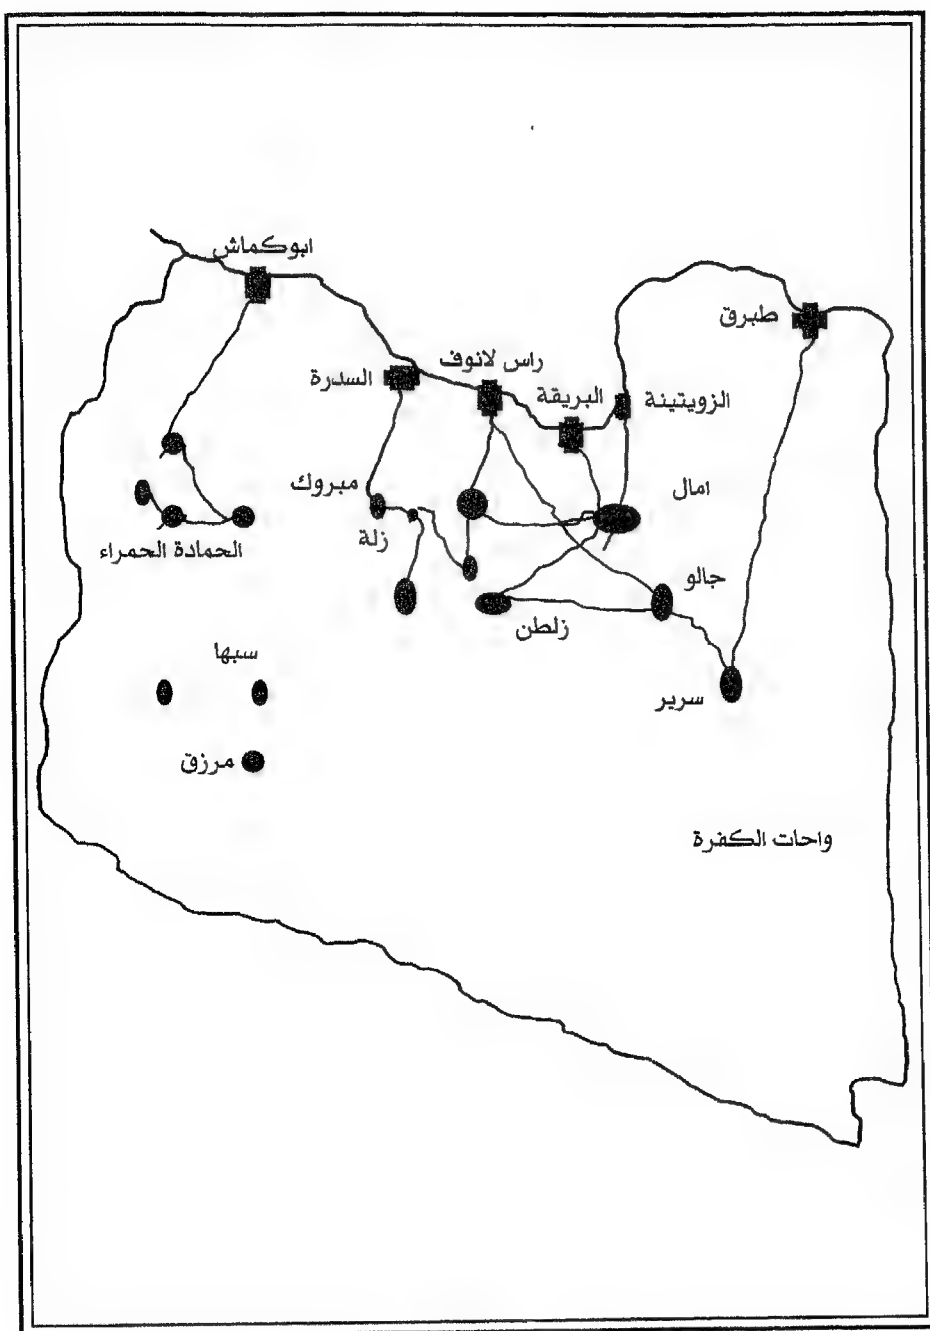 ابوكماش
طبرق
راس لانوف
السدرة
البريقة
الزويتينة
امال
مبروك
زلة
الحمادة الحمراء
جالو
زلطن
سبها
سرير
مرزق
واحات الكفرة